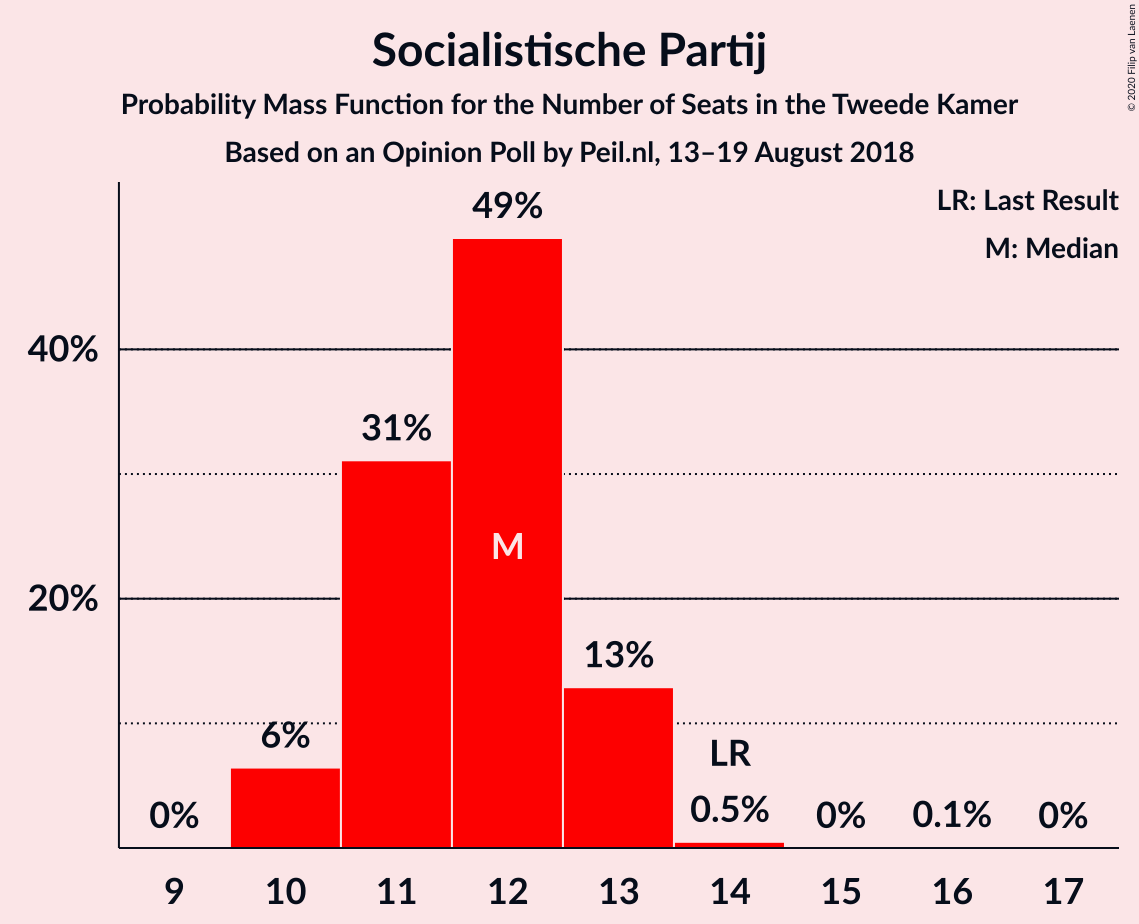 Socialistische Partij
Probability Mass Function for the Number of Seats in the Tweede Kamer
Based on an Opinion Poll by Peil.nl, 13–19 August 2018
© 2020 Filip van Laenen
LR: Last Result
M: Median
49%
40%
31%
M
20%
13%
6%
LR
0%
0.5%
0%
0.1%
0%
9 10 11 12 13 14 15 16 17